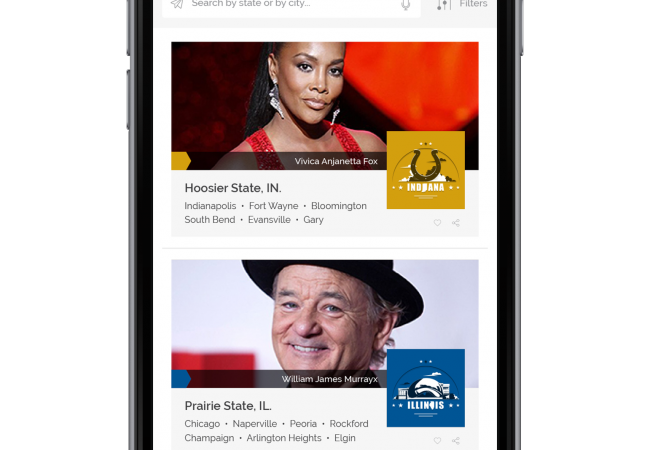 Search by state or by city...
Filters
Vivica Anjanetta Fox
INDIANA
Hoosier State, IN.
Indianapolis • Fort Wayne • Bloomington
South Bend • Evansville • Gary
William James Murrayx
ILLINOIS
Prairie State, IL.
Chicago • Naperville • Peoria • Rockford
Champaign • Arlington Heights • Elgin